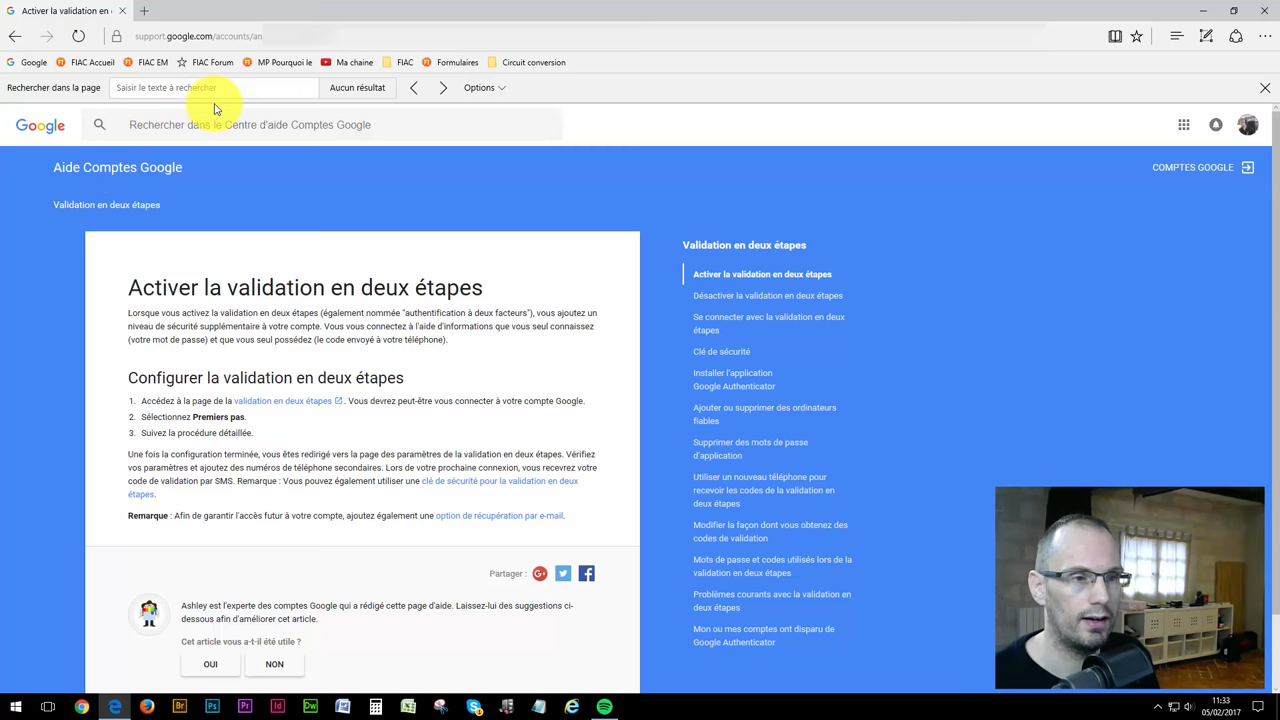 Activer la validation en
support.google.com/accounts/an
Google FIAC Accueil FIAC EM FIAC Forum MP Pourquoi le Ma chaine FIAC Formulaires Circuit conversion
Rechercher dans la page Saisir le texte à rechercher Aucun résultat Options
Google Rechercher dans le Centre d'aide Comptes Google
Aide Comptes Google COMPTES GOOGLE
Validation en deux étapes
Activer la validation en deux étapes
Lorsque vous activez la validation en deux étapes (également nommée "authentification à deux facteurs"), vous ajoutez un
niveau de sécurité supplémentaire à votre compte. Vous vous connectez à l'aide d'informations que vous seul connaissez
(votre mot de passe) et que vous seul possédez (le code envoyé à votre téléphone).
Configurer la validation en deux étapes
1. Accédez à la page de la validation en deux étapes . Vous devrez peut-être vous connecter à votre compte Google.
2. Sélectionnez Premiers pas.
3. Suivez la procédure détaillée.
Une fois la configuration terminée, vous êtes redirigé vers la page des paramètres de la validation en deux étapes. Vérifiez
vos paramètres et ajoutez des numéros de téléphone secondaires. Lors de votre prochaine connexion, vous recevrez votre
code de validation par SMS. Remarque : Vous pouvez également utiliser une clé de sécurité pour la validation en deux
étapes.
Remarque : Afin de garantir l'accès futur à votre compte, ajoutez également une option de récupération par e-mail.
Partager :
Ashley est l'experte des comptes Google qui a rédigé cette page d'aide. Laissez-lui des suggestions ci-
dessous afin d'améliorer cet article.
Cet article vous a-t-il été utile ?
OUI NON
Validation en deux étapes
Activer la validation en deux étapes
Désactiver la validation en deux étapes
Se connecter avec la validation en deux
étapes
Clé de sécurité
Installer l'application
Google Authenticator
Ajouter ou supprimer des ordinateurs
fiables
Supprimer des mots de passe
d'application
Utiliser un nouveau téléphone pour
recevoir les codes de la validation en
deux étapes
Modifier la façon dont vous obtenez des
codes de validation
Mots de passe et codes utilisés lors de la
validation en deux étapes
Problèmes courants avec la validation en
deux étapes
Mon ou mes comptes ont disparu de
Google Authenticator
Br Ps Pr Id Dw
11:33
05/02/2017